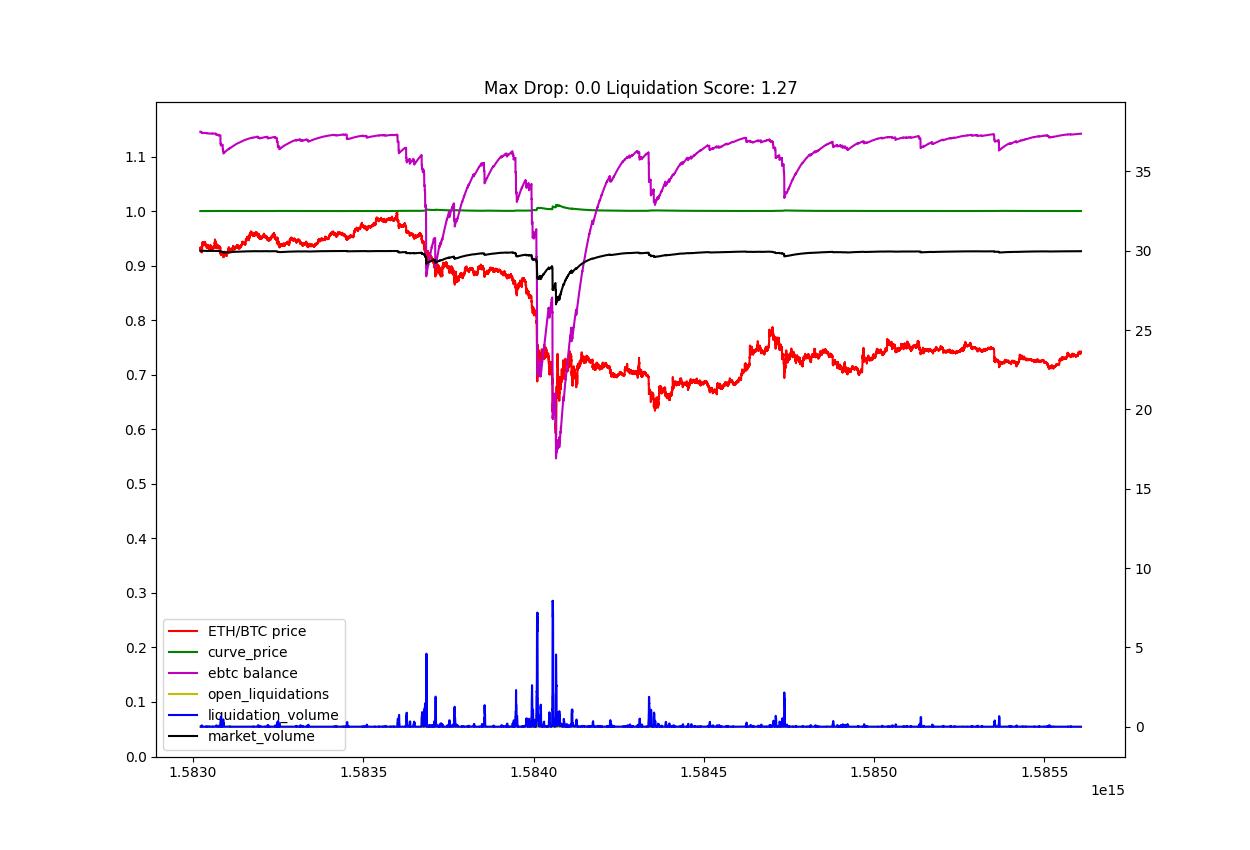 Max Drop: 0.0 Liquidation Score: 1.27
1.1
1.0
0.9
0.8
0.7
0.6
0.5
0.4
0.3
0.2
0.1
0.0
35
30
25
20
15
10
5
0
ETH/BTC price
curve_price
ebtc balance
open_liquidations
liquidation_volume
market_volume
1.5830 1.5835 1.5840 1.5845 1.5850 1.5855
1e15